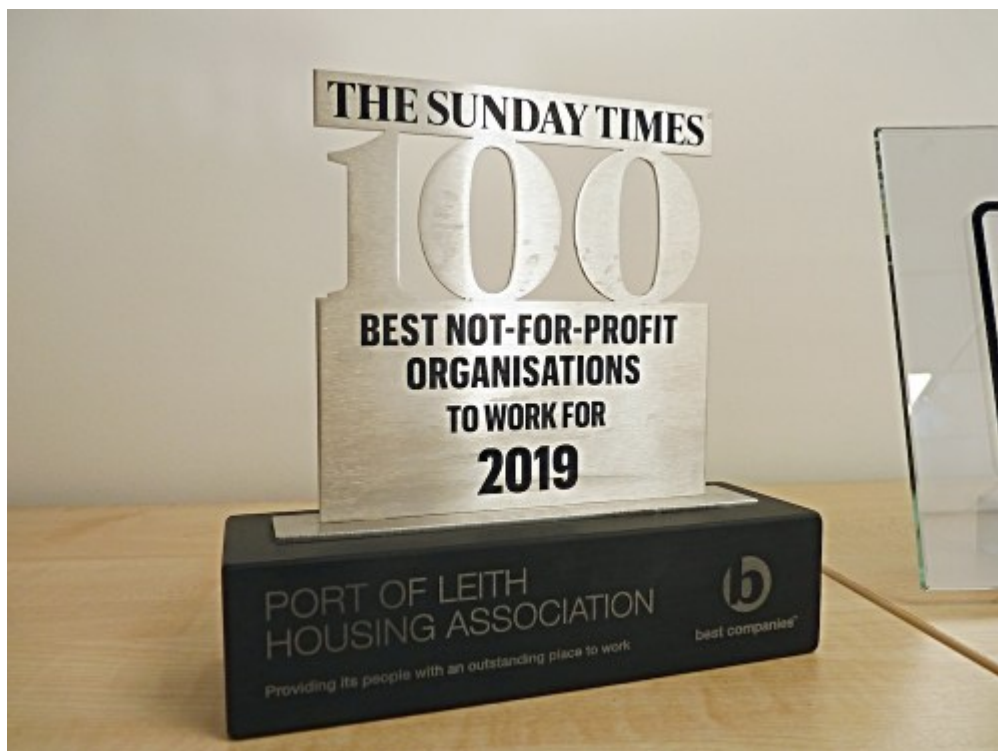 THE SUNDAY TIMES
100
BEST NOT-FOR-PROFIT
ORGANISATIONS
TO WORK FOR
2019
PORT OF LEITH
HOUSING ASSOCIATION
Providing its people with an outstanding place to work
b
best companies